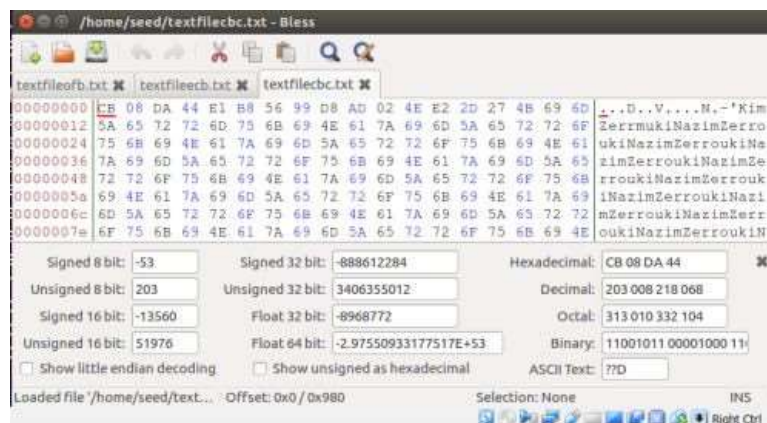 /home/seed/textfilecbc.txt - Bless
textfileofb.txt ✖ textfileecb.txt ✖ textfilecbc.txt ✖
00000000 CB 08 DA 44 E1 B8 56 99 D8 AD 02 4E E2 2D 27 4B 69 6D ...D..V....N.-'Kim
00000012 5A 65 72 72 6D 75 6B 69 4E 61 7A 69 6D 5A 65 72 72 6F ZerrmukiNazimZerro
00000024 75 6B 69 4E 61 7A 69 6D 5A 65 72 72 6F 75 6B 69 4E 61 ukiNazimZerroukiNa
00000036 7A 69 6D 5A 65 72 72 6F 75 6B 69 4E 61 7A 69 6D 5A 65 zimZerroukiNazimZe
00000048 72 72 6F 75 6B 69 4E 61 7A 69 6D 5A 65 72 72 6F 75 6B rroukiNazimZerrouk
0000005a 69 4E 61 7A 69 6D 5A 65 72 72 6F 75 6B 69 4E 61 7A 69 iNazimZerroukiNazi
0000006c 6D 5A 65 72 72 6F 75 6B 69 4E 61 7A 69 6D 5A 65 72 72 mZerroukiNazimZerr
0000007e 6F 75 6B 69 4E 61 7A 69 6D 5A 65 72 72 6F 75 6B 69 4E oukiNazimZerroukiN
Signed 8 bit: -53 Signed 32 bit: -888612284 Hexadecimal: CB 08 DA 44
Unsigned 8 bit: 203 Unsigned 32 bit: 3406355012 Decimal: 203 008 218 068
Signed 16 bit: -13560 Float 32 bit: -8968772 Octal: 313 010 332 104
Unsigned 16 bit: 51976 Float 64 bit: -2.97550933177517E+53 Binary: 11001011 00001000 11
Show little endian decoding Show unsigned as hexadecimal ASCII Text: ??D
Loaded file '/home/seed/text... Offset: 0x0 / 0x980 Selection: None INS
Right Ctrl